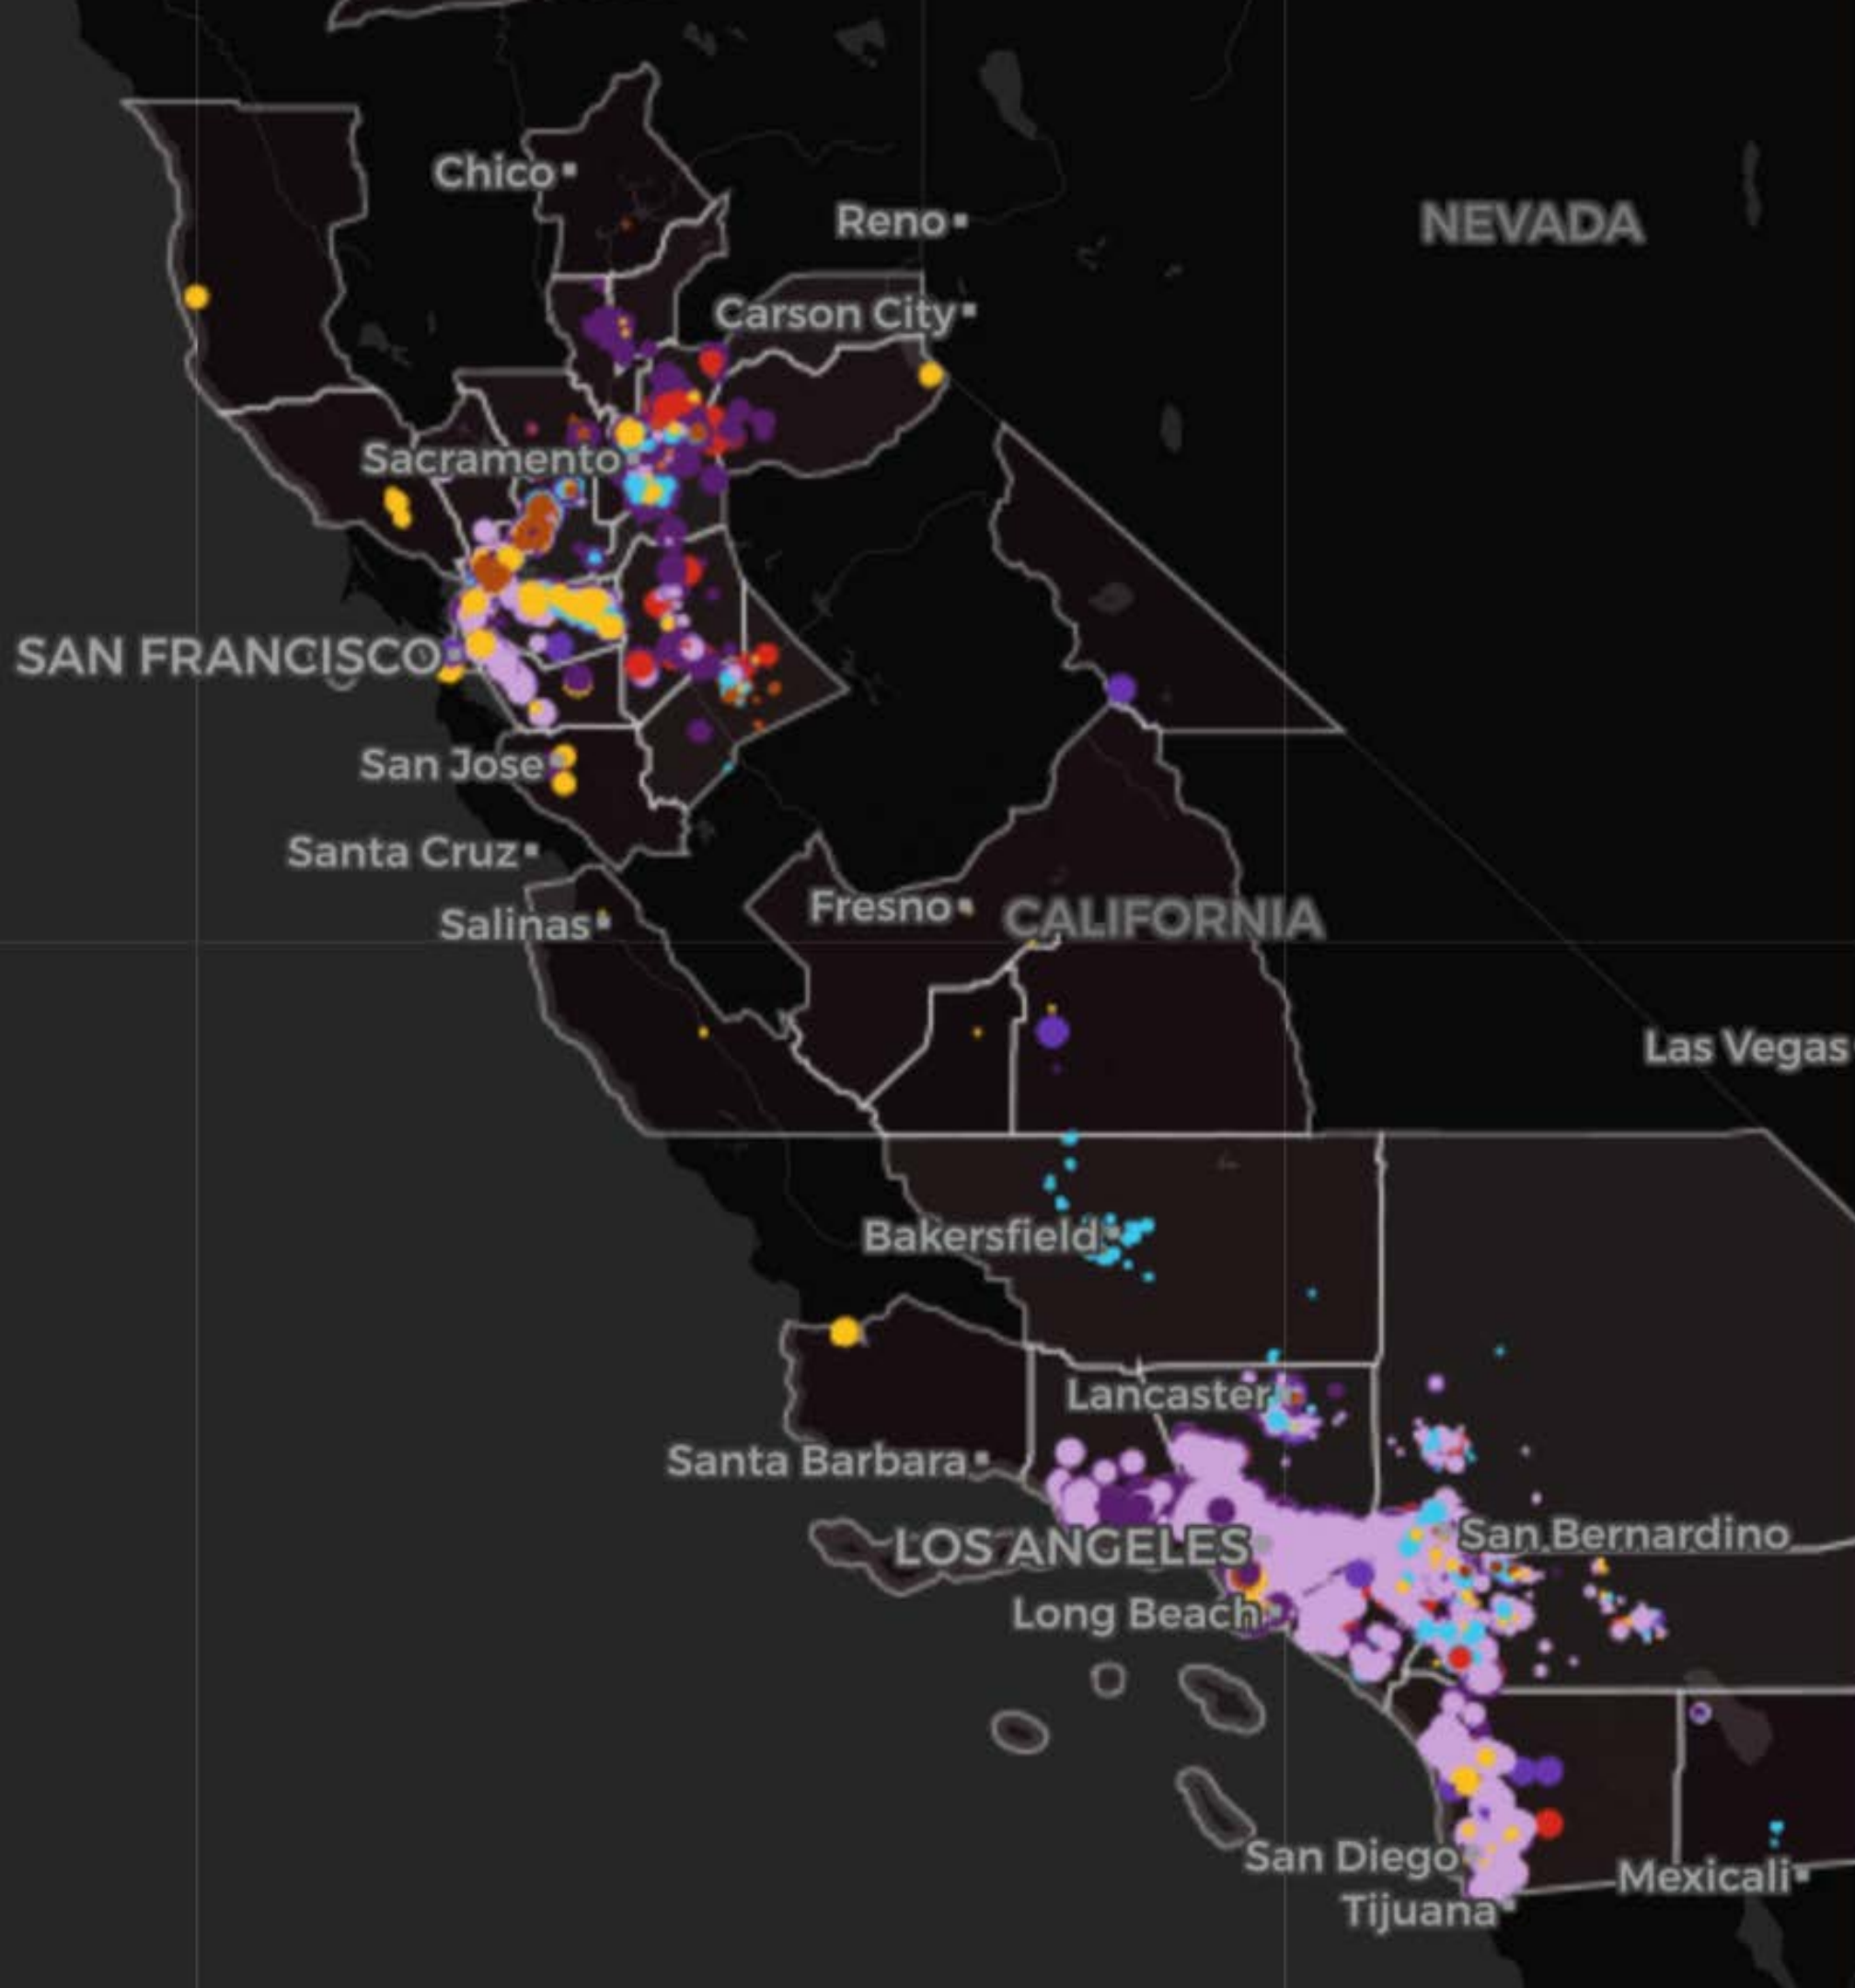 Chico
Reno
NEVADA
Carson City
Sacramento
SAN FRANCISCO
San Jose
Santa Cruz
Fresno
CALIFORNIA
Salinas
Las Vegas
Bakersfield
Lancaster
Santa Barbara
LOS ANGELES
San Bernardino
Long Beach
San Diego
Mexicali
Tijuana